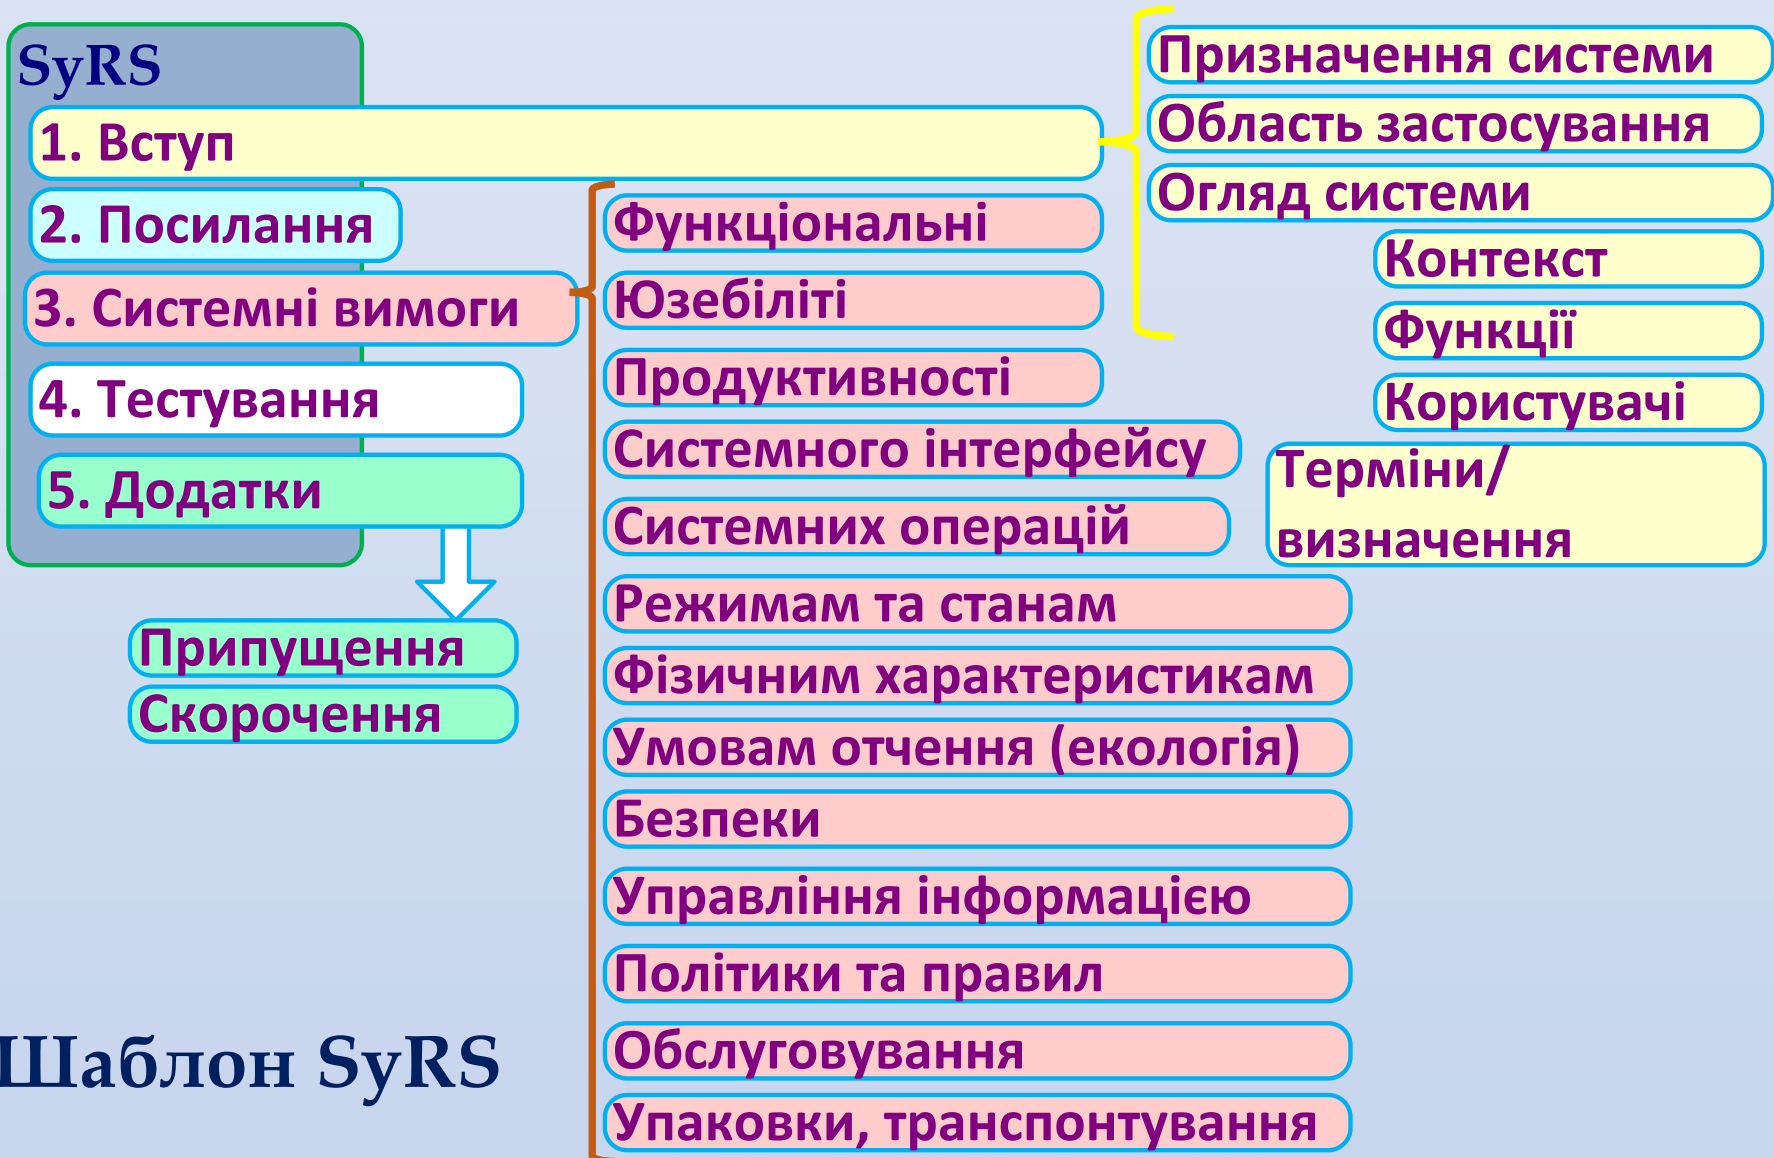 SyRS
1. Вступ
2. Посилання
3. Системні вимоги
4. Тестування
5. Додатки
Припущення
Скорочення
Функціональні
Юзебіліті
Продуктивності
Системного інтерфейсу
Системних операцій
Режимам та станам
Фізичним характеристикам
Умовам отчення (екологія)
Безпеки
Управління інформацією
Політики та правил
Обслуговування
Упаковки, транспонтування
Призначення системи
Область застосування
Огляд системи
Контекст
Функції
Користувачі
Терміни/
визначення
Шаблон SyRS